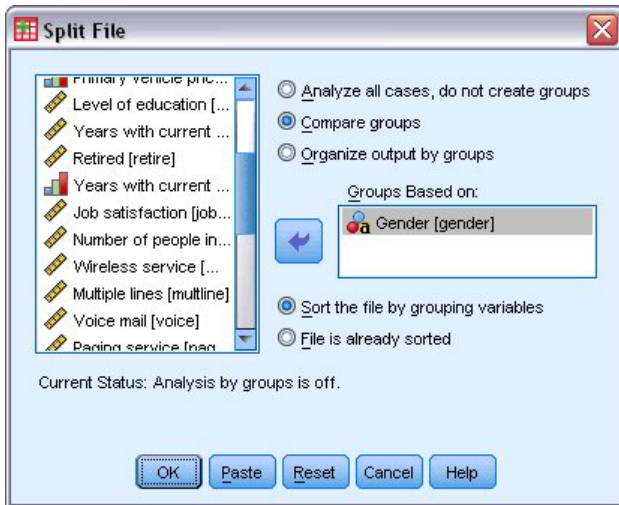 Split File
Primary vehicle pric...
Level of education [...
Years with current ...
Retired [retire]
Years with current ...
Job satisfaction [job...
Number of people in...
Wireless service [...
Multiple lines [multline]
Voice mail [voice]
Paging service [pag
Analyze all cases, do not create groups
Compare groups
Organize output by groups
Groups Based on:
Gender [gender]
Sort the file by grouping variables
File is already sorted
Current Status: Analysis by groups is off.
OK
Paste
Reset
Cancel
Help